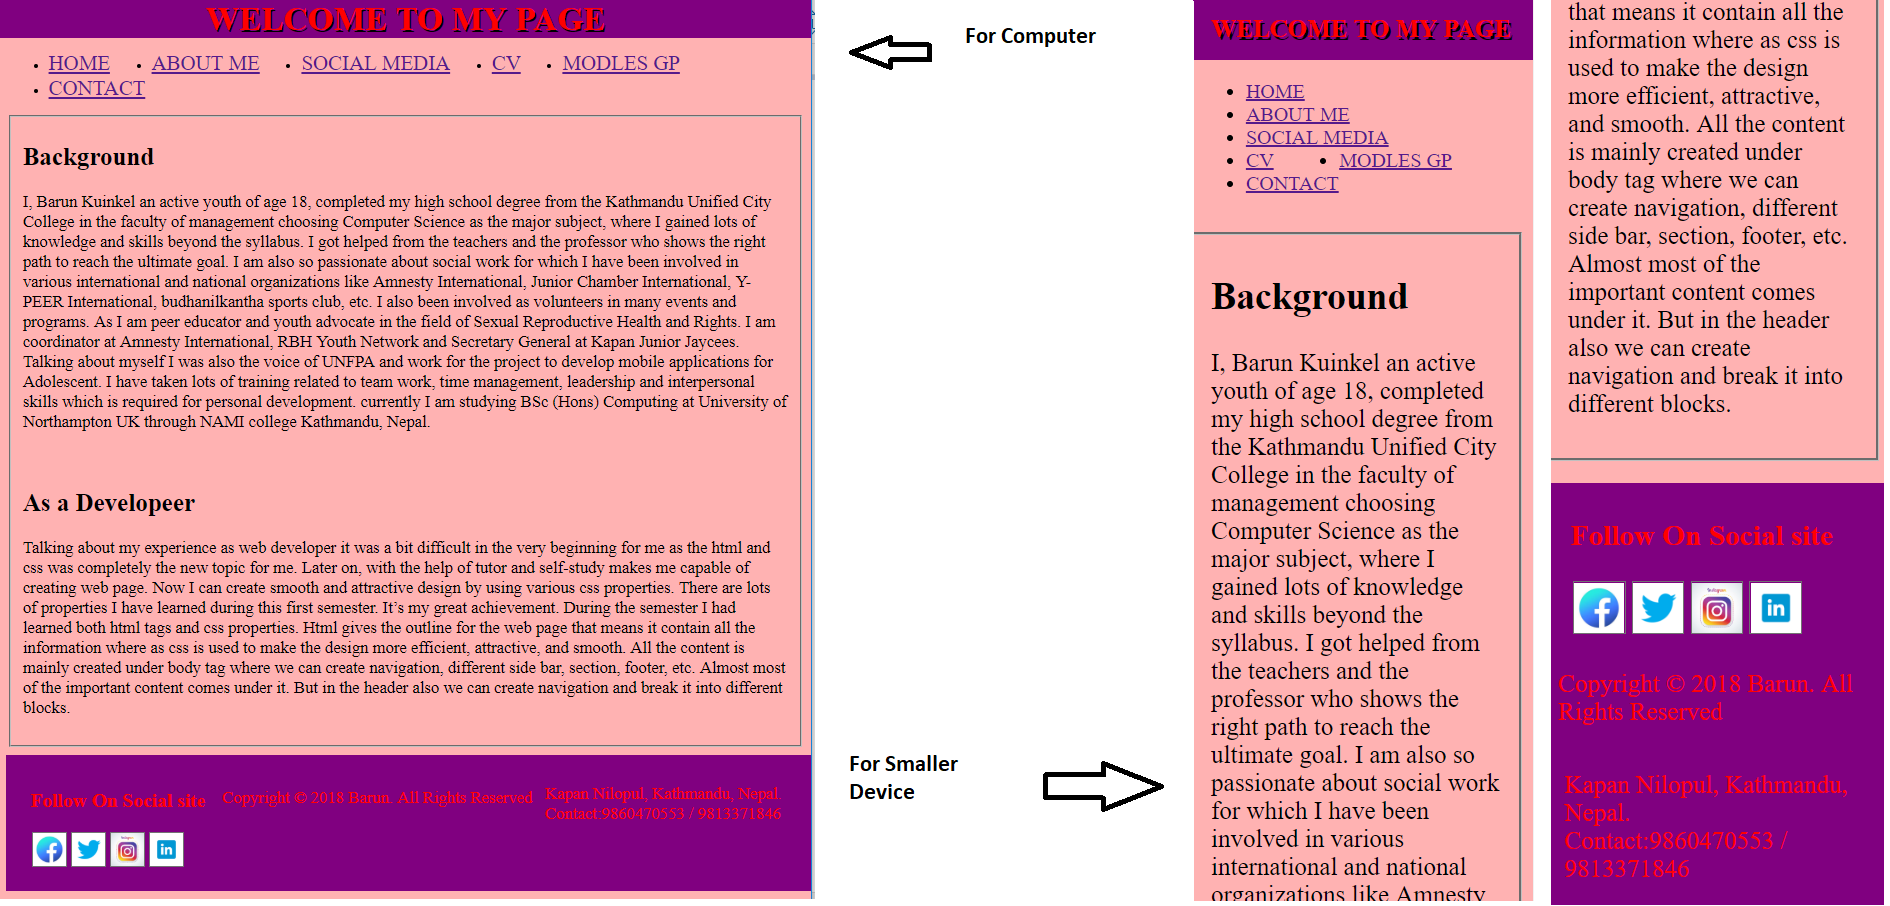 WELCOME TO MY PAGE
HOME ABOUT ME SOCIAL MEDIA CV MODLES GP
CONTACT
Background
I, Barun Kuinkel an active youth of age 18, completed my high school degree from the Kathmandu Unified City
College in the faculty of management choosing Computer Science as the major subject, where I gained lots of
knowledge and skills beyond the syllabus. I got helped from the teachers and the professor who shows the right
path to reach the ultimate goal. I am also so passionate about social work for which I have been involved in
various international and national organizations like Amnesty International, Junior Chamber International, Y-
PEER International, budhanilkantha sports club, etc. I also been involved as volunteers in many events and
programs. As I am peer educator and youth advocate in the field of Sexual Reproductive Health and Rights. I am
coordinator at Amnesty International, RBH Youth Network and Secretary General at Kapan Junior Jaycees.
Talking about myself I was also the voice of UNFPA and work for the project to develop mobile applications for
Adolescent. I have taken lots of training related to team work, time management, leadership and interpersonal
skills which is required for personal development. currently I am studying BSc (Hons) Computing at University of
Northampton UK through NAMI college Kathmandu, Nepal.
As a Developeer
Talking about my experience as web developer it was a bit difficult in the very beginning for me as the html and
css was completely the new topic for me. Later on, with the help of tutor and self-study makes me capable of
creating web page. Now I can create smooth and attractive design by using various css properties. There are lots
of properties I have learned during this first semester. It’s my great achievement. During the semester I had
learned both html tags and css properties. Html gives the outline for the web page that means it contain all the
information where as css is used to make the design more efficient, attractive, and smooth. All the content is
mainly created under body tag where we can create navigation, different side bar, section, footer, etc. Almost most
of the important content comes under it. But in the header also we can create navigation and break it into different
blocks.
Follow On Social site
Copyright © 2018 Barun. All Rights Reserved
Kapan Nilopul, Kathmandu, Nepal.
Contact:9860470553 / 9813371846
For Computer
For Smaller
Device
WELCOME TO MY PAGE
HOME
ABOUT ME
SOCIAL MEDIA
CV MODLES GP
CONTACT
Background
I, Barun Kuinkel an active
youth of age 18, completed
my high school degree from
the Kathmandu Unified City
College in the faculty of
management choosing
Computer Science as the
major subject, where I
gained lots of knowledge
and skills beyond the
syllabus. I got helped from
the teachers and the
professor who shows the
right path to reach the
ultimate goal. I am also so
passionate about social work
for which I have been
involved in various
international and national
organizations like Amnesty
that means it contain all the
information where as css is
used to make the design
more efficient, attractive,
and smooth. All the content
is mainly created under
body tag where we can
create navigation, different
side bar, section, footer, etc.
Almost most of the
important content comes
under it. But in the header
also we can create
navigation and break it into
different blocks.
Follow On Social site
Copyright © 2018 Barun. All
Rights Reserved
Kapan Nilopul, Kathmandu,
Nepal.
Contact:9860470553 /
9813371846